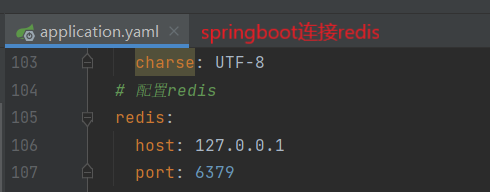 application.yaml × springboot连接redis
103 charse: UTF-8
104 # 配置redis
105 redis:
106 host: 127.0.0.1
107 port: 6379